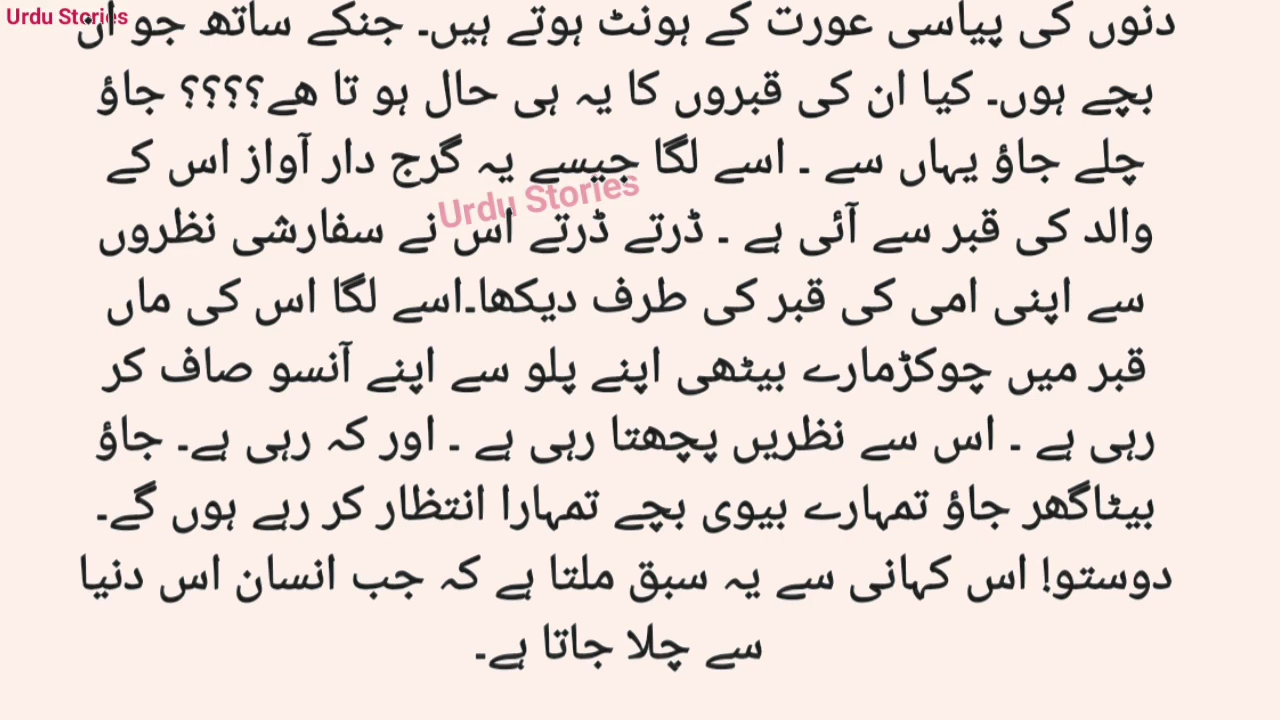 Urdu Stories
دنوں کی پیاسی عورت کے ہونٹ ہوتے ہیں۔ جنکے ساتھ جو ان
بچے ہوں۔ کیا ان کی قبروں کا یہ ہی حال ہو تا ھے؟؟؟؟ جاؤ
چلے جاؤ یہاں سے ۔ اسے لگا جیسے یہ گرج دار آواز اس کے
Urdu Stories
والد کی قبر سے آئی ہے ۔ ڈرتے ڈرتے اس نے سفارشی نظروں
سے اپنی امی کی قبر کی طرف دیکھا۔اسے لگا اس کی ماں
قبر میں چوکڑمارے بیٹھی اپنے پلو سے اپنے آنسو صاف کر
رہی ہے ۔ اس سے نظریں پچھتا رہی ہے ۔ اور کہ رہی ہے۔ جاؤ
بیٹاگھر جاؤ تمہارے بیوی بچے تمہارا انتظار کر رہے ہوں گے۔
دوستو! اس کہانی سے یہ سبق ملتا ہے کہ جب انسان اس دنیا
سے چلا جاتا ہے۔